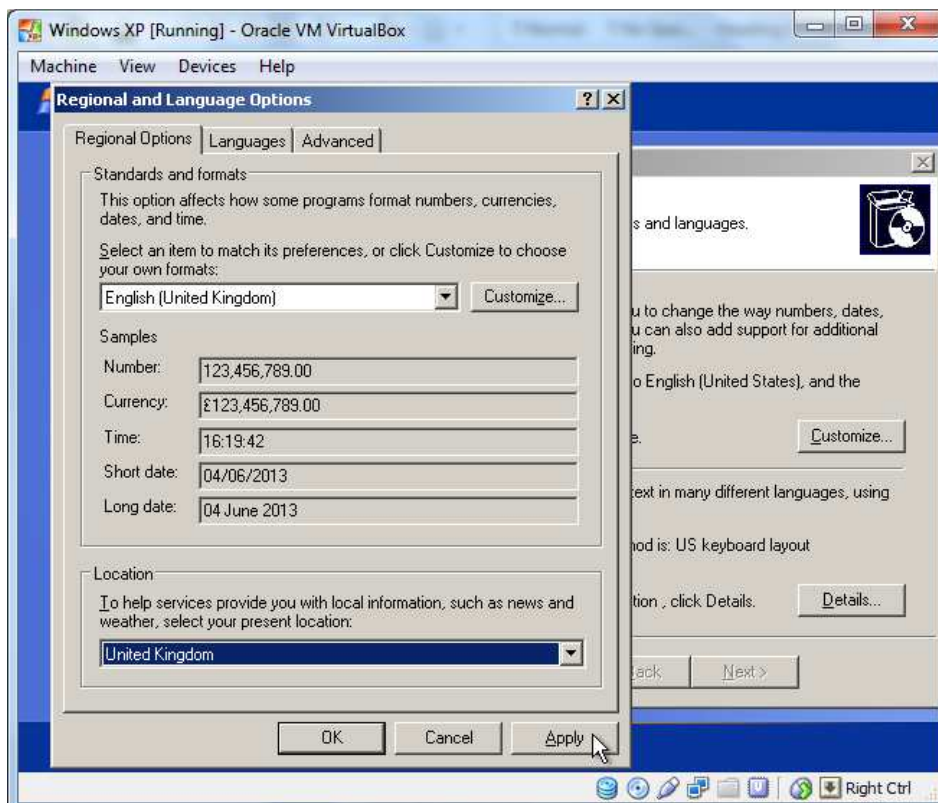 Windows XP [Running] - Oracle VM VirtualBox
Machine View Devices Help
Regional and Language Options
Regional Options Languages Advanced
Standards and formats
This option affects how some programs format numbers, currencies,
dates, and time.
Select an item to match its preferences, or click Customize to choose
your own formats:
English (United Kingdom) Customize...
Samples
Number: 123,456,789.00
Currency: £123,456,789.00
Time: 16:19:42
Short date: 04/06/2013
Long date: 04 June 2013
Location
To help services provide you with local information, such as news and
weather, select your present location:
United Kingdom
OK Cancel Apply
s and languages.
u to change the way numbers, dates,
u can also add support for additional
ing.
o English (United States), and the
e.
Customize...
text in many different languages, using
nod is: US keyboard layout
tion , click Details. Details...
ack Next >
Right Ctrl